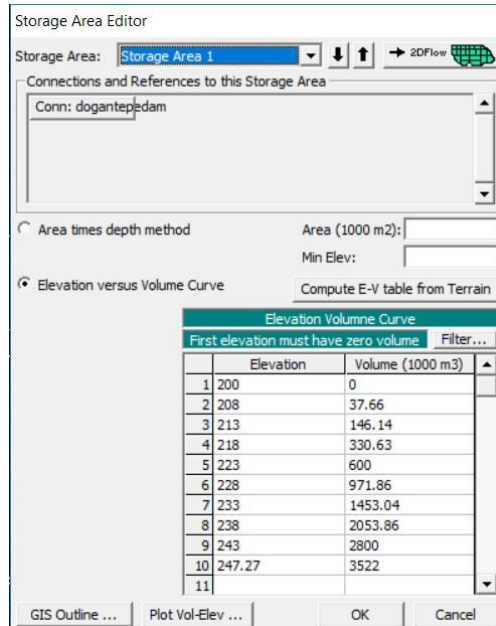 Storage Area Editor
Storage Area: Storage Area 1 2DFlow
Connections and References to this Storage Area
Conn: dogantepedam
Area times depth method Area (1000 m2):
Min Elev:
Elevation versus Volume Curve Compute E-V table from Terrain
Elevation Volumne Curve
First elevation must have zero volume Filter...
Elevation Volume (1000 m3)
1 200 0
2 208 37.66
3 213 146.14
4 218 330.63
5 223 600
6 228 971.86
7 233 1453.04
8 238 2053.86
9 243 2800
10 247.27 3522
11
GIS Outline ... Plot Vol-Elev ... OK Cancel